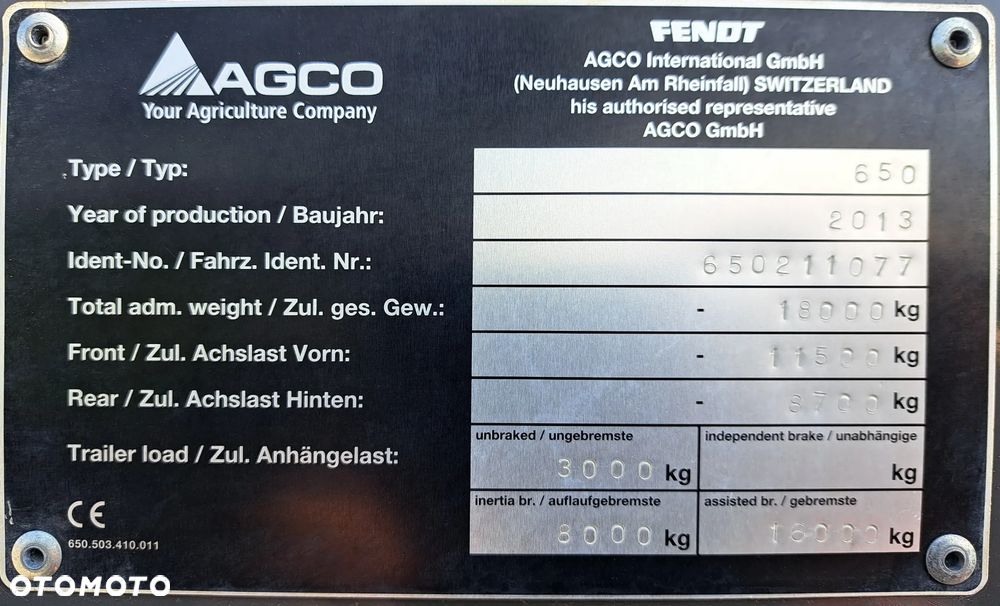 AGCO
Your Agriculture Company
FENDT
AGCO International GmbH
(Neuhausen Am Rheinfall) SWITZERLAND
his authorised representative
AGCO GmbH
Type / Typ: 650
Year of production / Baujahr: 2013
Ident-No. / Fahrz. Ident. Nr.: 650211077
Total adm. weight / Zul. ges. Gew.: - 18000 kg
Front / Zul. Achslast Vorn: - 11500 kg
Rear / Zul. Achslast Hinten: - 8700 kg
Trailer load / Zul. Anhängelast:
unbraked / ungebremste independent brake / unabhängige
3000 kg kg
inertia br. / auflaufgebremste assisted br. / gebremste
8000 kg 16000 kg
CE
650.503.410.011
OTOMOTO